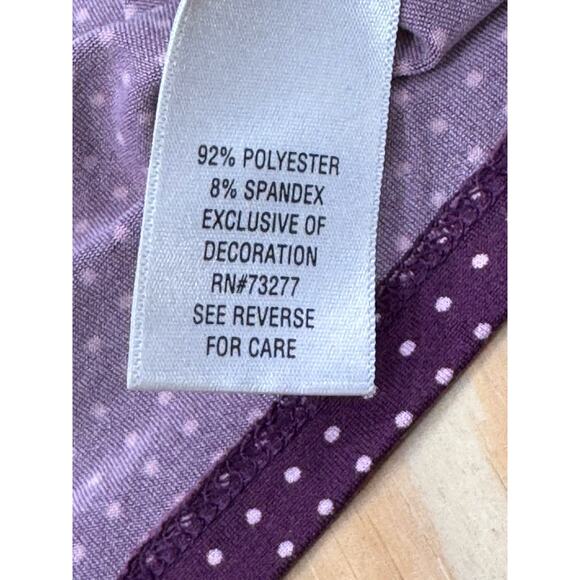 92% POLYESTER
8% SPANDEX
EXCLUSIVE OF
DECORATION
RN#73277
SEE REVERSE
FOR CARE